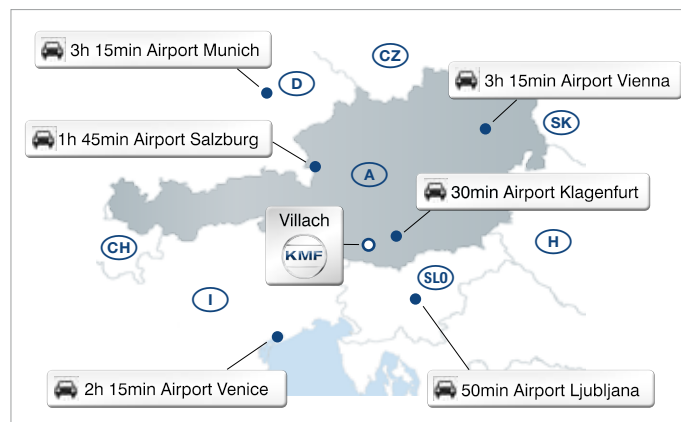 3h 15min Airport Munich
CZ
D
3h 15min Airport Vienna
SK
1h 45min Airport Salzburg
A
30min Airport Klagenfurt
Villach
KMF
CH
H
SLO
I
2h 15min Airport Venice
50min Airport Ljubljana